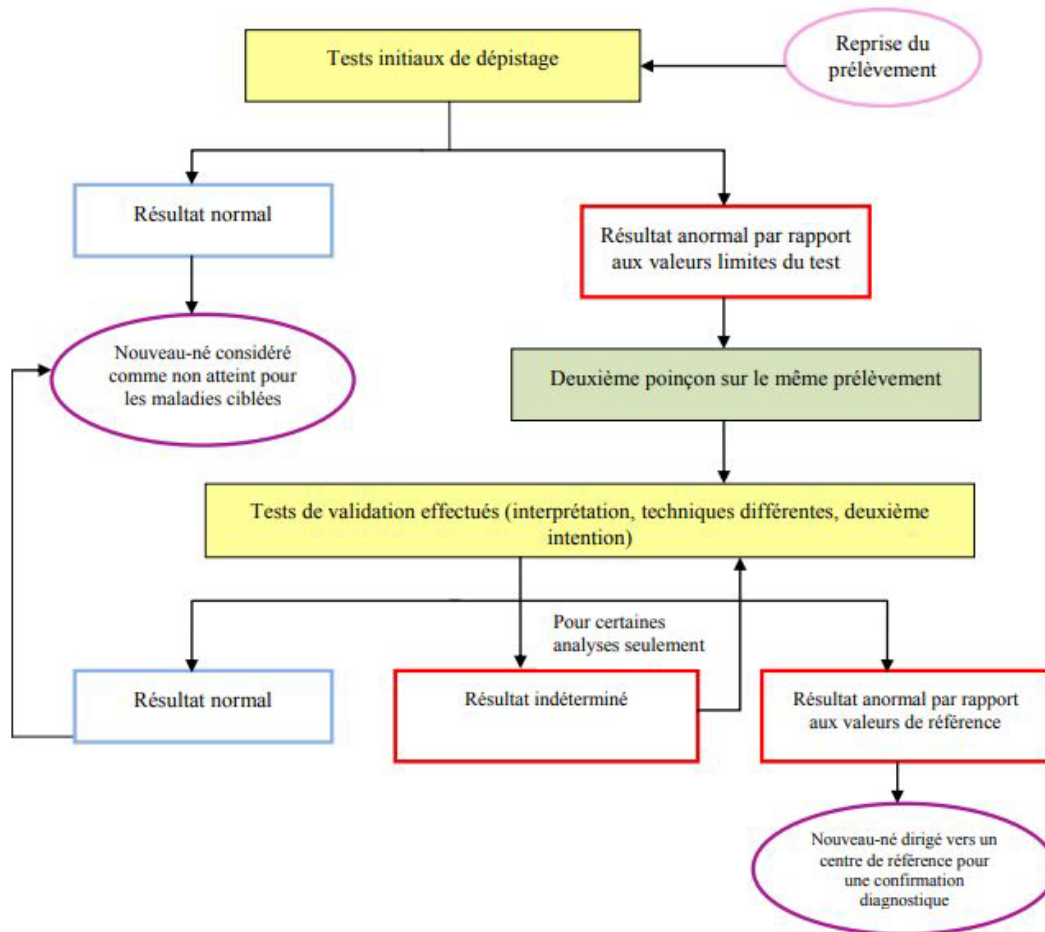 Tests initiaux de dépistage
Reprise du
prélèvement
Résultat normal
Résultat anormal par rapport
aux valeurs limites du test
Nouveau-né considéré
comme non atteint pour
les maladies ciblées
Deuxième poinçon sur le même prélèvement
Tests de validation effectués (interprétation, techniques différentes, deuxième
intention)
Pour certaines
analyses seulement
Résultat normal
Résultat indéterminé
Résultat anormal par rapport
aux valeurs de référence
Nouveau-né dirigé vers un
centre de référence pour
une confirmation
diagnostique